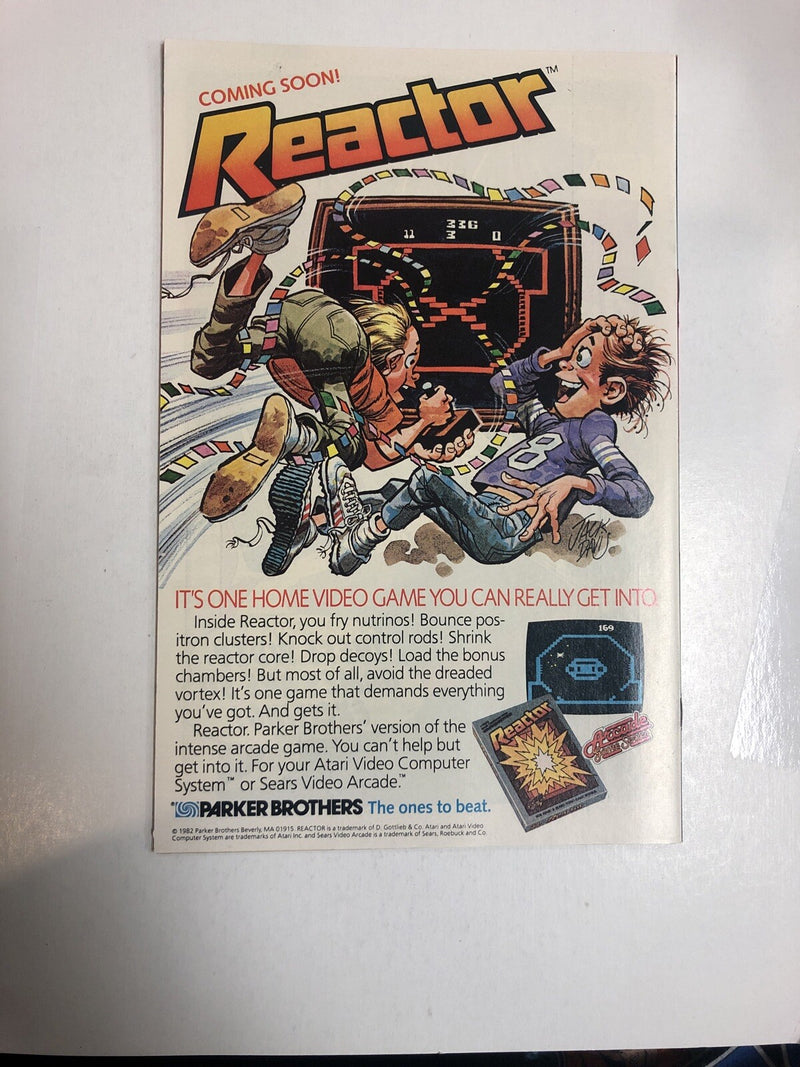 COMING SOON!
Reactor™
336
11 3 0
8
JACK
DAVIS
IT'S ONE HOME VIDEO GAME YOU CAN REALLY GET INTO.
Inside Reactor, you fry nutrinos! Bounce pos-
itron clusters! Knock out control rods! Shrink
the reactor core! Drop decoys! Load the bonus
chambers! But most of all, avoid the dreaded
vortex! It's one game that demands everything
you've got. And gets it.
Reactor. Parker Brothers' version of the
intense arcade game. You can't help but
get into it. For your Atari Video Computer
System™ or Sears Video Arcade.™
169
Reactor
Arcade
PARKER BROTHERS The ones to beat.
© 1982 Parker Brothers Beverly, MA 01915 REACTOR is a trademark of D. Gottlieb & Co. Atari and Atari Video
Computer System are trademarks of Atari Inc. and Sears Video Arcade is a trademark of Sears, Roebuck and Co.